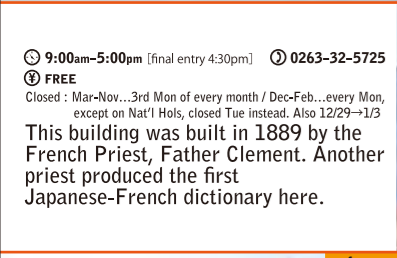 9:00am-5:00pm [final entry 4:30pm] 0263-32-5725
¥ FREE
Closed : Mar-Nov...3rd Mon of every month / Dec-Feb...every Mon,
except on Nat'l Hols, closed Tue instead. Also 12/29→1/3
This building was built in 1889 by the
French Priest, Father Clement. Another
priest produced the first
Japanese-French dictionary here.